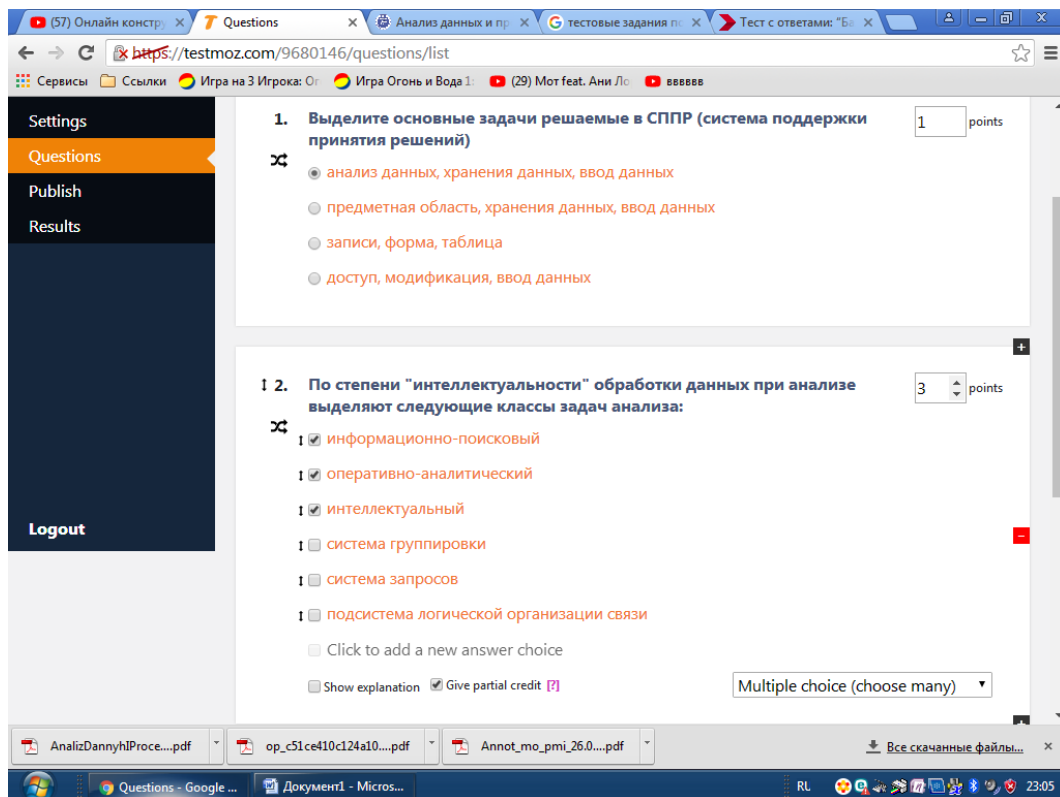 (57) Онлайн констру
Questions
Анализ данных и пр
тестовые задания по
Тест с ответами: "Ба
https://testmoz.com/9680146/questions/list
Сервисы
Ссылки
Игра на 3 Игрока: Ог
Игра Огонь и Вода 1:
(29) Мот feat. Ани Ло
вввввв
Settings
Questions
Publish
Results
Logout
1. Выделите основные задачи решаемые в СППР (система поддержки
принятия решений)
1 points
анализ данных, хранения данных, ввод данных
предметная область, хранения данных, ввод данных
записи, форма, таблица
доступ, модификация, ввод данных
2. По степени "интеллектуальности" обработки данных при анализе
выделяют следующие классы задач анализа:
3 points
информационно-поисковый
оперативно-аналитический
интеллектуальный
система группировки
система запросов
подсистема логической организации связи
Click to add a new answer choice
Show explanation
Give partial credit [?]
Multiple choice (choose many)
AnalizDannyhIProce....pdf
op_c51ce410c124a10....pdf
Annot_mo_pmi_26.0....pdf
Все скачанные файлы...
Questions - Google ...
Документ1 - Micros...
RL
23:05